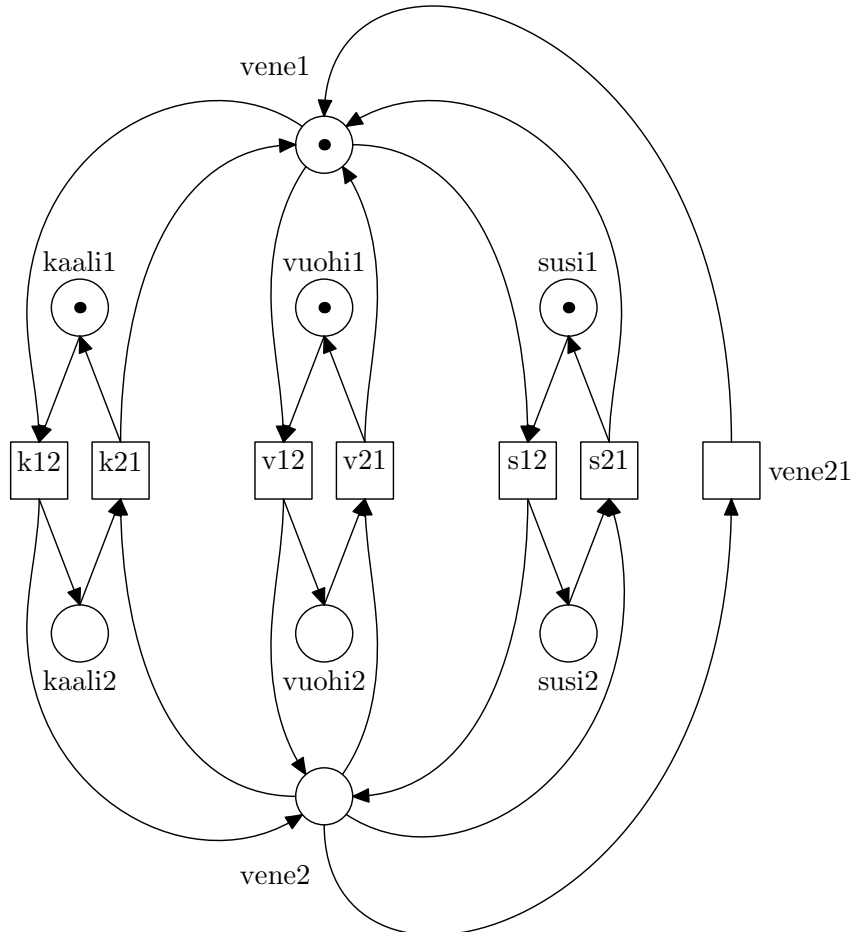 vene1
kaali1 vuohi1 susi1
k12 k21 v12 v21 s12 s21 vene21
kaali2 vuohi2 susi2
vene2